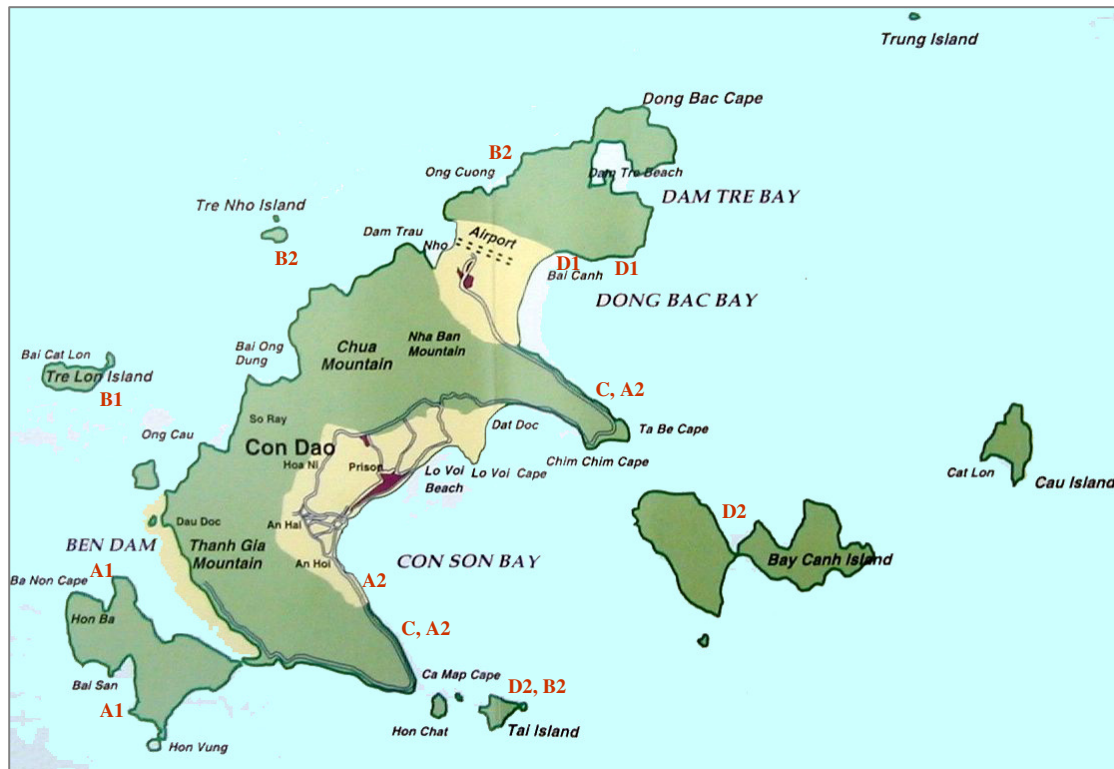 Trung Island
Dong Bac Cape
B2
Ong Cuong
Dam Tre Beach
DAM TRE BAY
Tre Nho Island
B2
Dam Trau
Nho
Airport
D1
D1
Bai Canh
DONG BAC BAY
Bai Cat Lon
Tre Lon Island
B1
Bai Ong
Dung
Chua
Mountain
Nha Ban
Mountain
C, A2
So Ray
Ong Cau
Con Dao
Hoa Ni
Prison
Dat Doc
Ta Be Cape
Chim Chim Cape
Lo Voi
Beach
Lo Voi Cape
Cat Lon
Cau Island
Dau Doc
An Hai
D2
BEN DAM
Thanh Gia
Mountain
An Hoi
CON SON BAY
Bay Canh Island
A1
Ba Non Cape
A2
Hon Ba
C, A2
Bai San
A1
Ca Map Cape
D2, B2
Hon Chat
Tai Island
Hon Vung